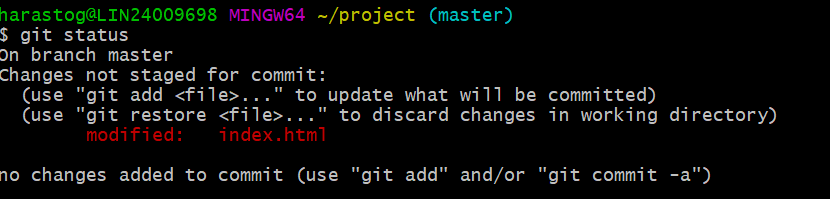 harastog@LIN24009698 MINGW64 ~/project (master)
$ git status
On branch master
Changes not staged for commit:
  (use "git add <file>..." to update what will be committed)
  (use "git restore <file>..." to discard changes in working directory)
        modified:   index.html

no changes added to commit (use "git add" and/or "git commit -a")